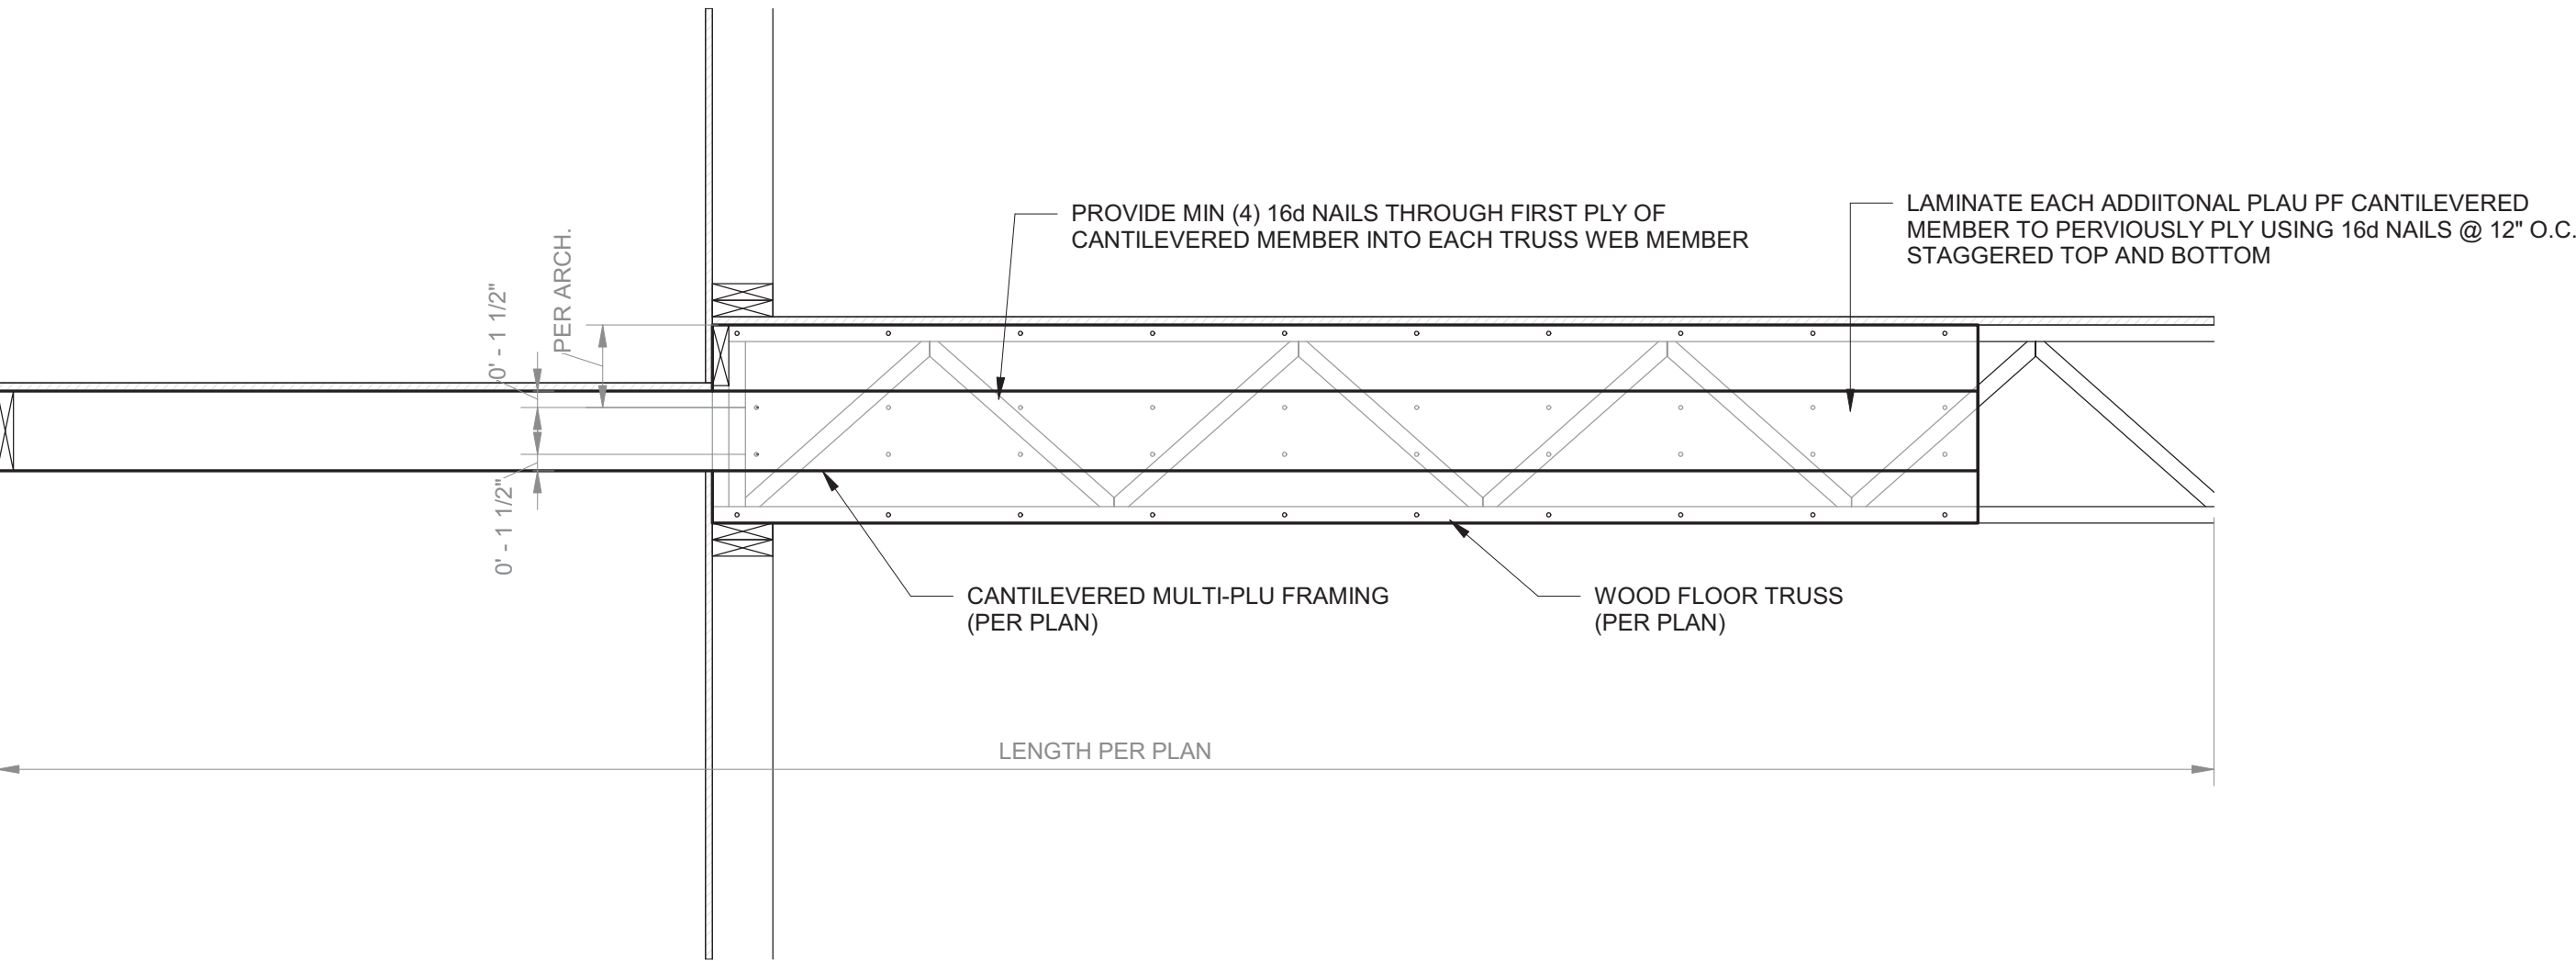 PROVIDE MIN (4) 16d NAILS THROUGH FIRST PLY OF
CANTILEVERED MEMBER INTO EACH TRUSS WEB MEMBER
LAMINATE EACH ADDIITONAL PLAU PF CANTILEVERED
MEMBER TO PERVIOUSLY PLY USING 16d NAILS @ 12" O.C.
STAGGERED TOP AND BOTTOM
PER ARCH.
0' - 1 1/2"
0' - 1 1/2"
CANTILEVERED MULTI-PLU FRAMING
(PER PLAN)
WOOD FLOOR TRUSS
(PER PLAN)
LENGTH PER PLAN